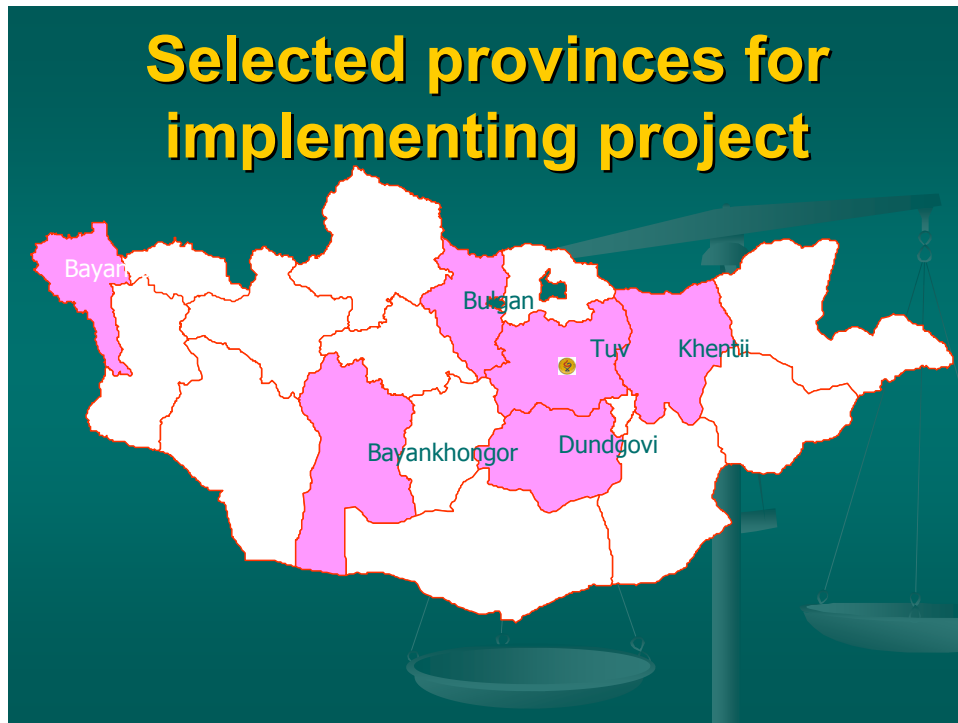 Selected provinces for
implementing project
Bulgan
Tuv
Khentii
Bayankhongor
Dundgovi